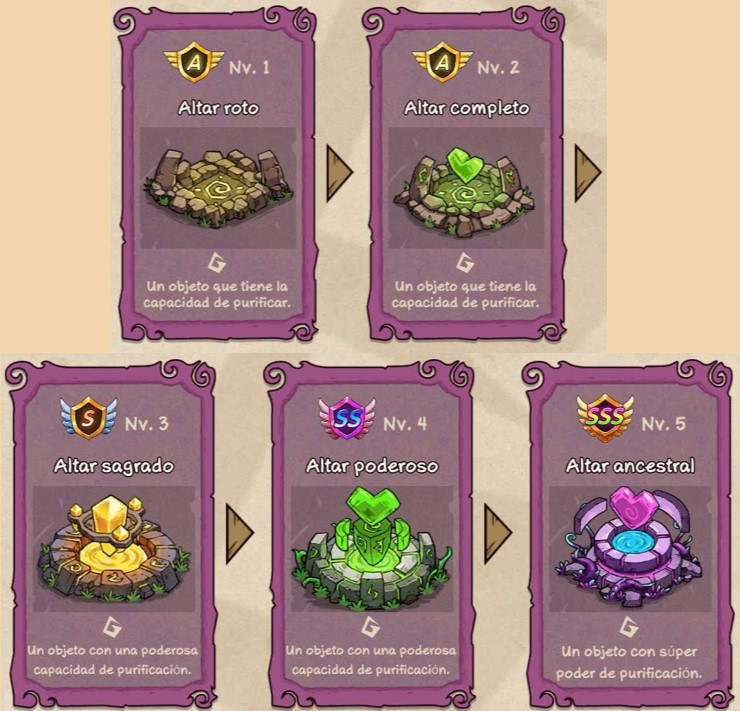 A Nv. 1
Altar roto
Un objeto que tiene la
capacidad de purificar.
A Nv. 2
Altar completo
Un objeto que tiene la
capacidad de purificar.
S Nv. 3
Altar sagrado
Un objeto con una poderosa
capacidad de purificación.
SS Nv. 4
Altar poderoso
Un objeto con una poderosa
capacidad de purificación.
SSS Nv. 5
Altar ancestral
Un objeto con súper
poder de purificación.